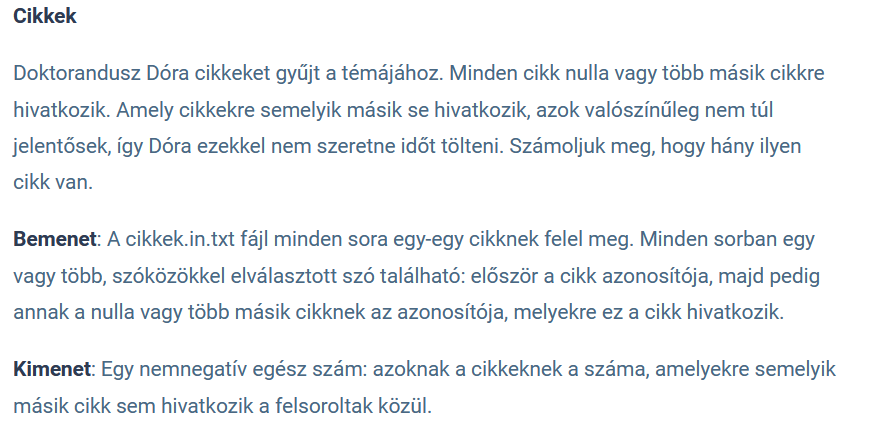 Cikkek
Doktorandusz Dóra cikkeket gyűjt a témájához. Minden cikk nulla vagy több másik cikkre
hivatkozik. Amely cikkekre semelyik másik se hivatkozik, azok valószínűleg nem túl
jelentősek, így Dóra ezekkel nem szeretne időt tölteni. Számoljuk meg, hogy hány ilyen
cikk van.
Bemenet: A cikkek.in.txt fájl minden sora egy-egy cikknek felel meg. Minden sorban egy
vagy több, szóközökkel elválasztott szó található: először a cikk azonosítója, majd pedig
annak a nulla vagy több másik cikknek az azonosítója, melyekre ez a cikk hivatkozik.
Kimenet: Egy nemnegatív egész szám: azoknak a cikkeknek a száma, amelyekre semelyik
másik cikk sem hivatkozik a felsoroltak közül.